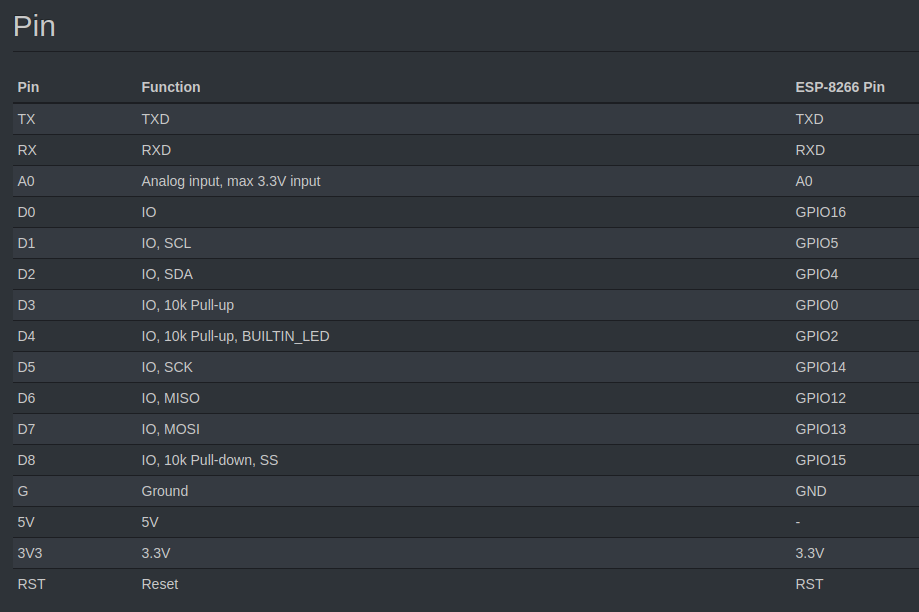 Pin
Pin Function ESP-8266 Pin
TX TXD TXD
RX RXD RXD
A0 Analog input, max 3.3V input A0
D0 IO GPIO16
D1 IO, SCL GPIO5
D2 IO, SDA GPIO4
D3 IO, 10k Pull-up GPIO0
D4 IO, 10k Pull-up, BUILTIN_LED GPIO2
D5 IO, SCK GPIO14
D6 IO, MISO GPIO12
D7 IO, MOSI GPIO13
D8 IO, 10k Pull-down, SS GPIO15
G Ground GND
5V 5V -
3V3 3.3V 3.3V
RST Reset RST